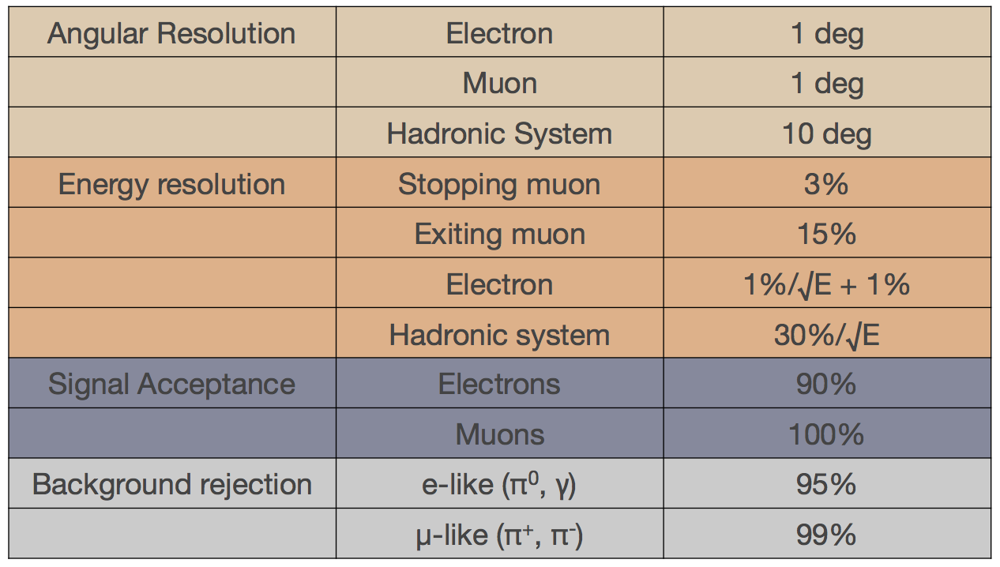 Angular Resolution Electron 1 deg
Muon 1 deg
Hadronic System 10 deg
Energy resolution Stopping muon 3%
Exiting muon 15%
Electron 1%/√E + 1%
Hadronic system 30%/√E
Signal Acceptance Electrons 90%
Muons 100%
Background rejection e-like (π⁰, γ) 95%
μ-like (π⁺, π⁻) 99%